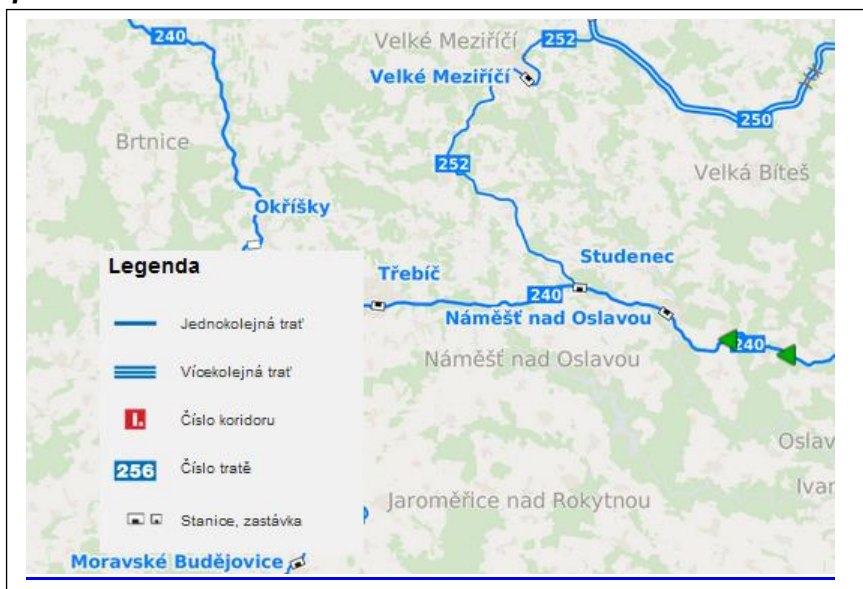 240
Velké Meziříčí
252
Velké Meziříčí
250
Brtnice
252
Velká Bíteš
Okříšky
Legenda
Třebíč
Studenec
240
Jednokolejná trať
Náměšť nad Oslavou
240
Náměšť nad Oslavou
Vícekolejná trať
I.
Číslo koridoru
Oslav
256
Číslo tratě
Ivar
Jaroměřice nad Rokytnou
Stanice, zastávka
Moravské Budějovice